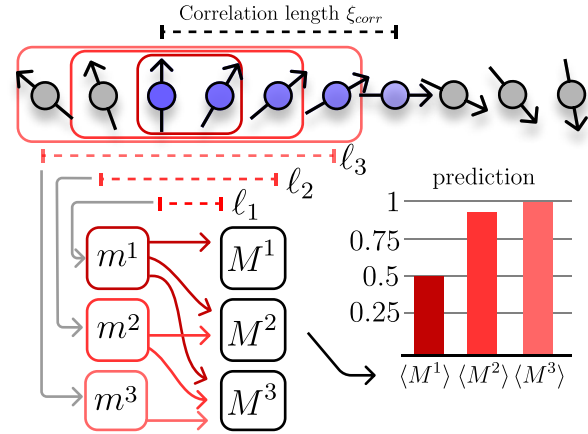 Correlation length ξ_corr
ℓ₃
ℓ₂
ℓ₁
m¹
M¹
m²
M²
m³
M³
prediction
1
0.75
0.5
0.25
⟨M¹⟩ ⟨M²⟩ ⟨M³⟩